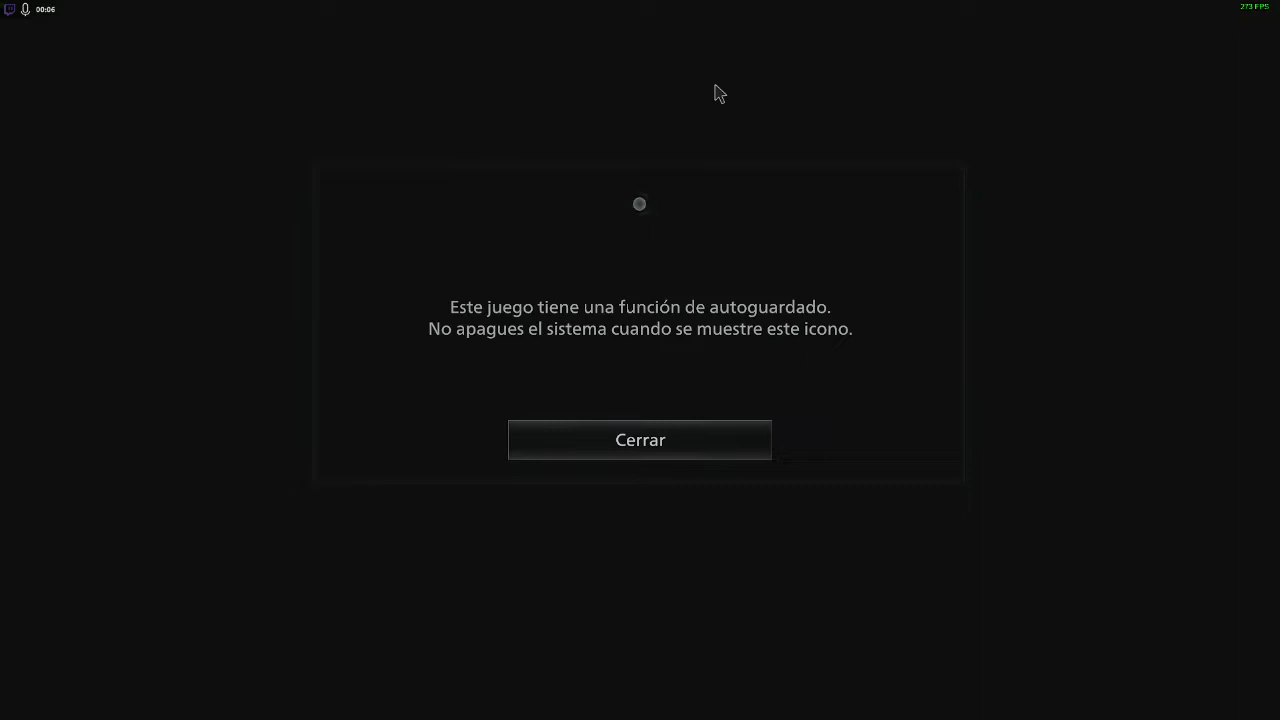 00:06
273 FPS
Este juego tiene una función de autoguardado.
No apagues el sistema cuando se muestre este icono.
Cerrar